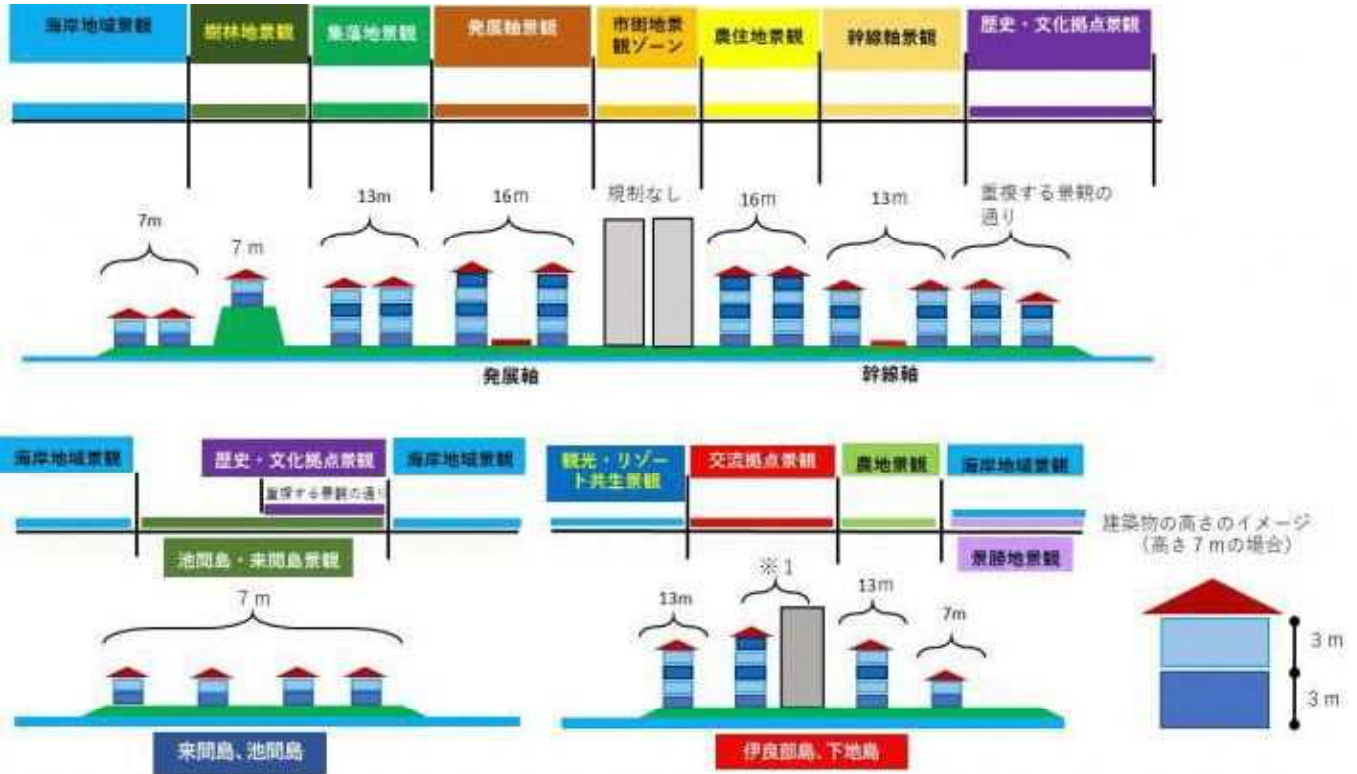 海岸地域景観
樹林地景観
集落地景観
発展軸景観
市街地景
観ゾーン
農住地景観
幹線軸景観
歴史・文化拠点景観
7m
7 m
13m
16m
規制なし
16m
13m
重複する景観の
通り
発展軸
幹線軸
海岸地域景観
歴史・文化拠点景観
重複する景観の通り
海岸地域景観
池間島・来間島景観
7 m
来間島、池間島
観光・リゾー
ト共生景観
交流拠点景観
農地景観
海岸地域景観
景勝地景観
13m
※1
13m
7m
伊良部島、下地島
建築物の高さのイメージ
（高さ７ｍの場合）
3 m
3 m